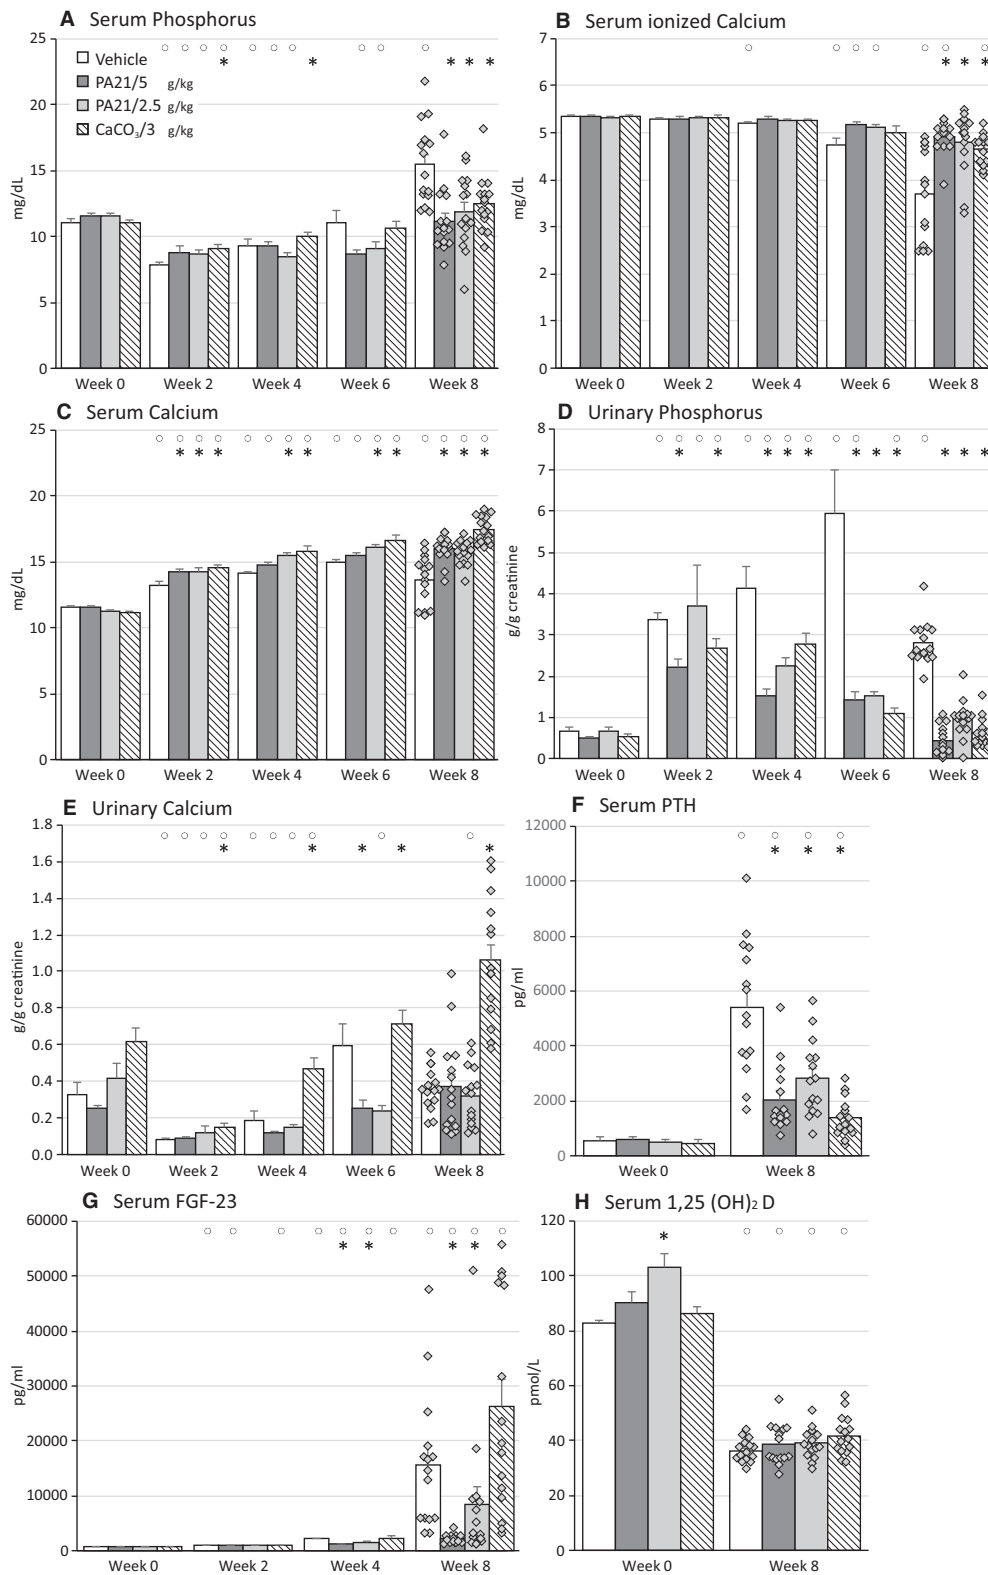 A Serum Phosphorus
25
20
15
10
5
0
mg/dL
Vehicle
PA21/5 g/kg
PA21/2.5 g/kg
CaCO₃/3 g/kg
* * * * *
Week 0 Week 2 Week 4 Week 6 Week 8
B Serum ionized Calcium
7
6
5
4
3
2
1
0
mg/dL
* * *
Week 0 Week 2 Week 4 Week 6 Week 8
C Serum Calcium
25
20
15
10
5
0
mg/dL
* * * * * * * * * *
Week 0 Week 2 Week 4 Week 6 Week 8
D Urinary Phosphorus
8
7
6
5
4
3
2
1
0
g/g creatinine
* * * * * * * * * * *
Week 0 Week 2 Week 4 Week 6 Week 8
E Urinary Calcium
1.8
1.6
1.4
1.2
1.0
0.8
0.6
0.4
0.2
0.0
g/g creatinine
* * * * *
Week 0 Week 2 Week 4 Week 6 Week 8
F Serum PTH
12000
10000
8000
6000
4000
2000
0
pg/ml
* * *
Week 0 Week 8
G Serum FGF-23
60000
50000
40000
30000
20000
10000
0
pg/ml
* * * *
Week 0 Week 2 Week 4 Week 8
H Serum 1,25 (OH)₂ D
120
100
80
60
40
20
0
pmol/L
*
Week 0 Week 8